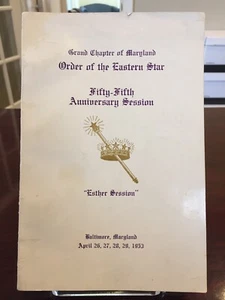 Grand Chapter of Maryland
Order of the Eastern Star
Fifty-Fifth
Anniversary Session
"Esther Session"
Baltimore, Maryland
April 26, 27, 28, 29, 1953